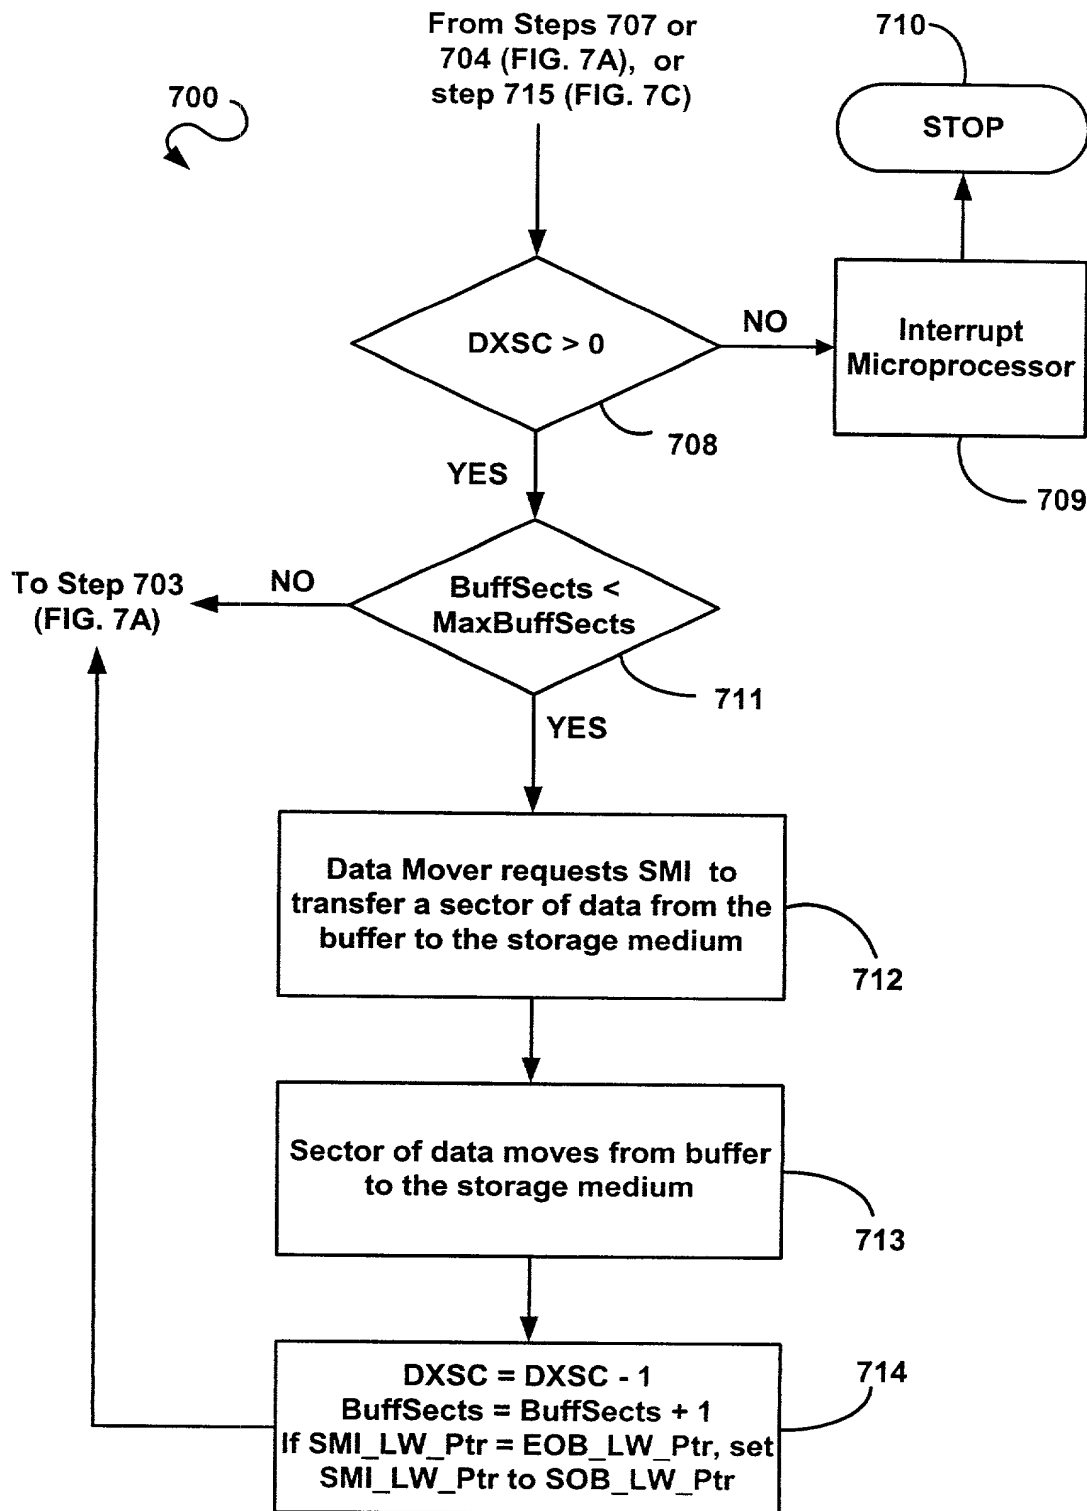 From Steps 707 or
704 (FIG. 7A), or
step 715 (FIG. 7C)
710
700
STOP
DXSC > 0
NO
Interrupt
Microprocessor
708
YES
709
To Step 703
(FIG. 7A)
NO
BuffSects <
MaxBuffSects
711
YES
Data Mover requests SMI to
transfer a sector of data from the
buffer to the storage medium
712
Sector of data moves from buffer
to the storage medium
713
DXSC = DXSC - 1
BuffSects = BuffSects + 1
If SMI_LW_Ptr = EOB_LW_Ptr, set
SMI_LW_Ptr to SOB_LW_Ptr
714